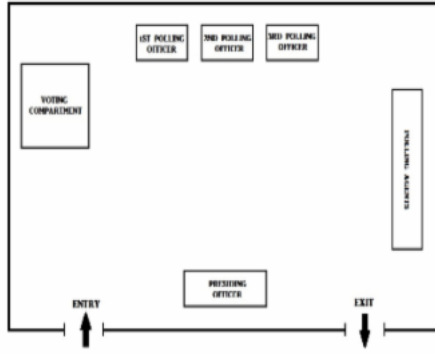 1ST POLLING
OFFICER
2ND POLLING
OFFICER
3RD POLLING
OFFICER
VOTING
COMPARTMENT
POLLING AGENTS
PRESIDING
OFFICER
ENTRY
EXIT